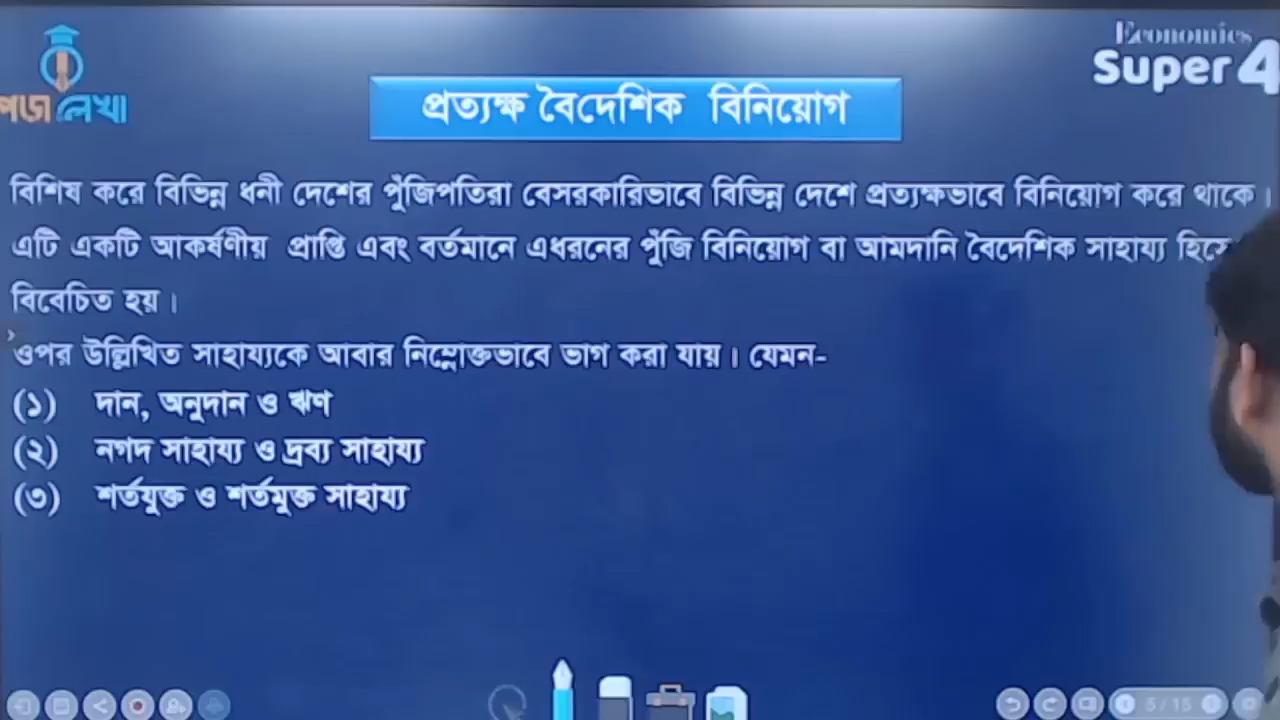 Economics
Super 4
পড়া লেখা
প্রত্যক্ষ বৈদেশিক বিনিয়োগ
বিশিষ করে বিভিন্ন ধনী দেশের পুঁজিপতিরা বেসরকারিভাবে বিভিন্ন দেশে প্রত্যক্ষভাবে বিনিয়োগ করে থাকে।
এটি একটি আকর্ষণীয় প্রাপ্তি এবং বর্তমানে এধরনের পুঁজি বিনিয়োগ বা আমদানি বৈদেশিক সাহায্য
বিবেচিত হয়।
ওপর উল্লিখিত সাহায্যকে আবার নিম্নোক্তভাবে ভাগ করা যায়। যেমন-
(১) দান, অনুদান ও ঋণ
(২) নগদ সাহায্য ও দ্রব্য সাহায্য
(৩) শর্তযুক্ত ও শর্তমুক্ত সাহায্য
5 / 15